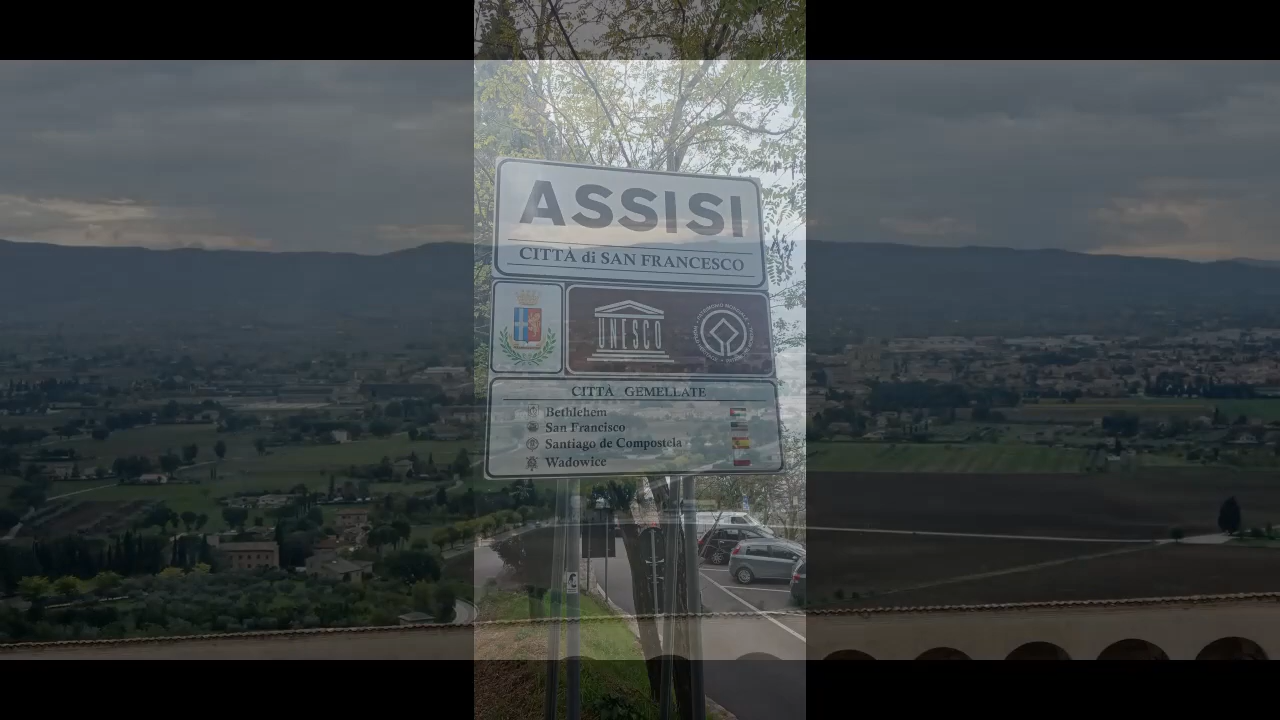 ASSISI
CITTÀ di SAN FRANCESCO
UNESCO
CITTÀ GEMELLATE
Bethlehem
San Francisco
Santiago de Compostela
Wadowice